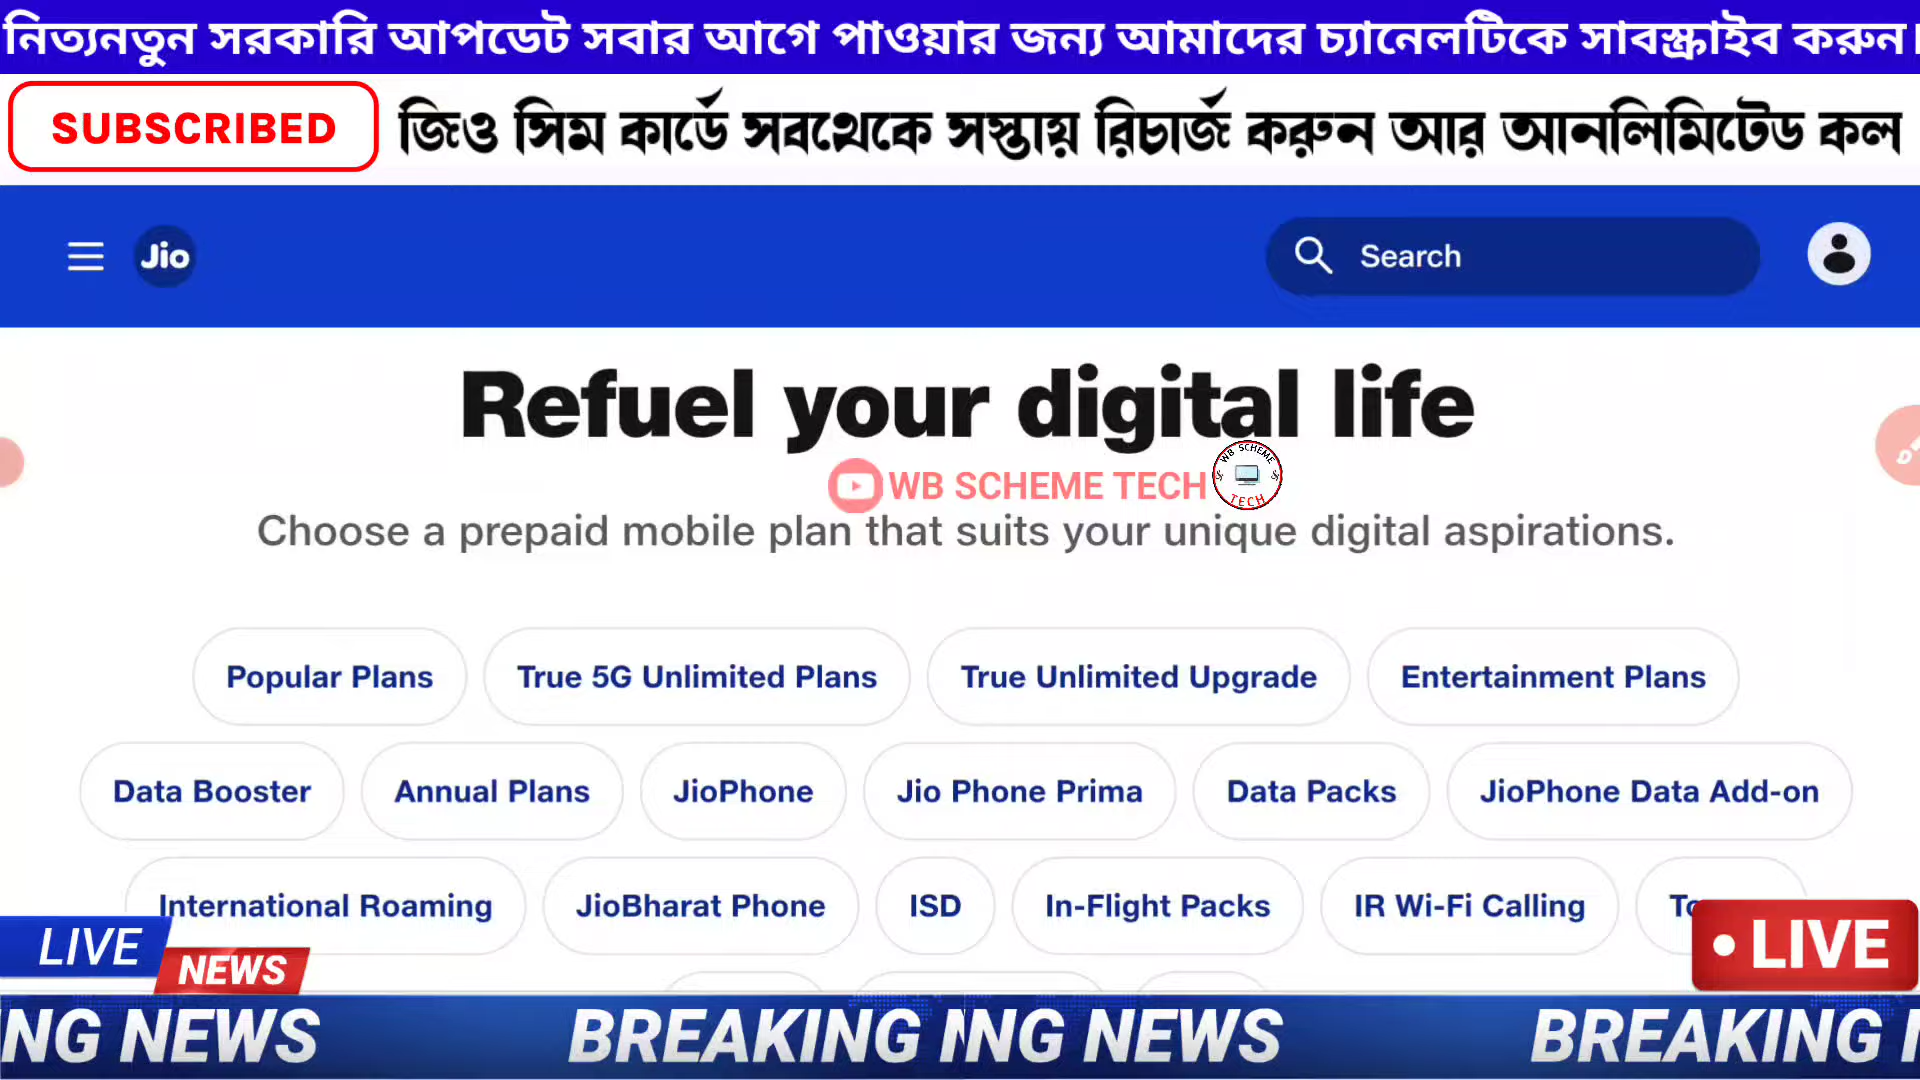 নিত্যনতুন সরকারি আপডেট সবার আগে পাওয়ার জন্য আমাদের চ্যানেলটিকে সাবস্ক্রাইব করুন।
SUBSCRIBED
জিও সিম কার্ডে সবথেকে সস্তায় রিচার্জ করুন আর আনলিমিটেড কল
Jio
Search
Refuel your digital life
WB SCHEME TECH
WB SCHEME
TECH
Choose a prepaid mobile plan that suits your unique digital aspirations.
Popular Plans
True 5G Unlimited Plans
True Unlimited Upgrade
Entertainment Plans
Data Booster
Annual Plans
JioPhone
Jio Phone Prima
Data Packs
JioPhone Data Add-on
International Roaming
JioBharat Phone
ISD
In-Flight Packs
IR Wi-Fi Calling
LIVE
NEWS
LIVE
NG NEWS BREAKING NG NEWS BREAKING